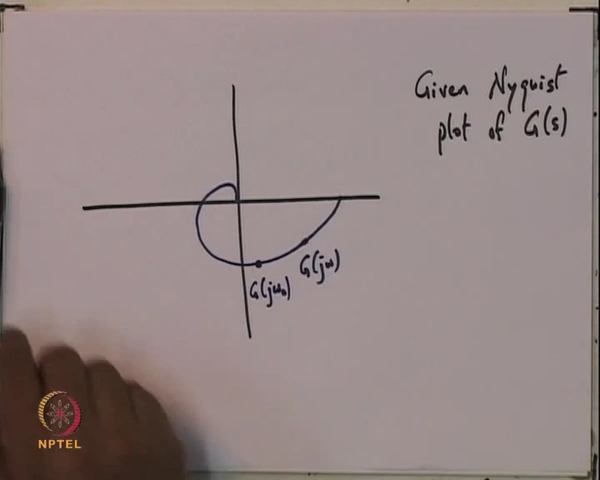 Given Nyquist
plot of G(s)
G(jω)
G(jω₀)
NPTEL